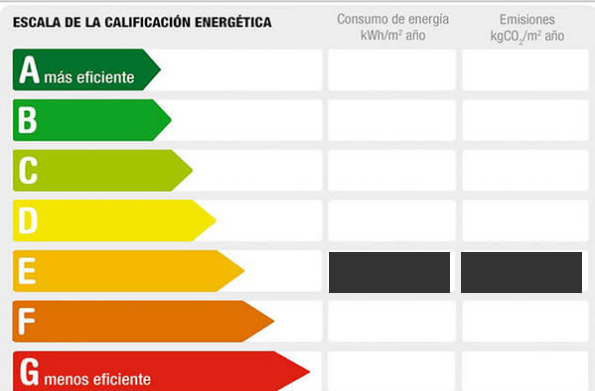 ESCALA DE LA CALIFICACIÓN ENERGÉTICA
Consumo de energía
kWh/m² año
Emisiones
kgCO₂/m² año
A más eficiente
B
C
D
E
F
G menos eficiente